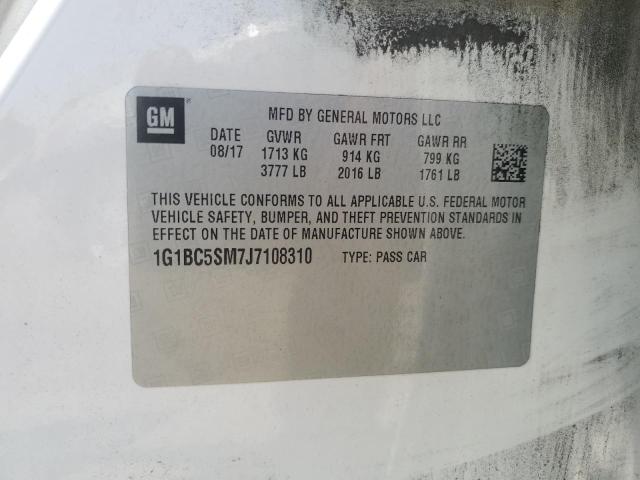 GM
MFD BY GENERAL MOTORS LLC
DATE GVWR GAWR FRT GAWR RR
08/17 1713 KG 914 KG 799 KG
3777 LB 2016 LB 1761 LB
THIS VEHICLE CONFORMS TO ALL APPLICABLE U.S. FEDERAL MOTOR
VEHICLE SAFETY, BUMPER, AND THEFT PREVENTION STANDARDS IN
EFFECT ON THE DATE OF MANUFACTURE SHOWN ABOVE.
1G1BC5SM7J7108310 TYPE: PASS CAR